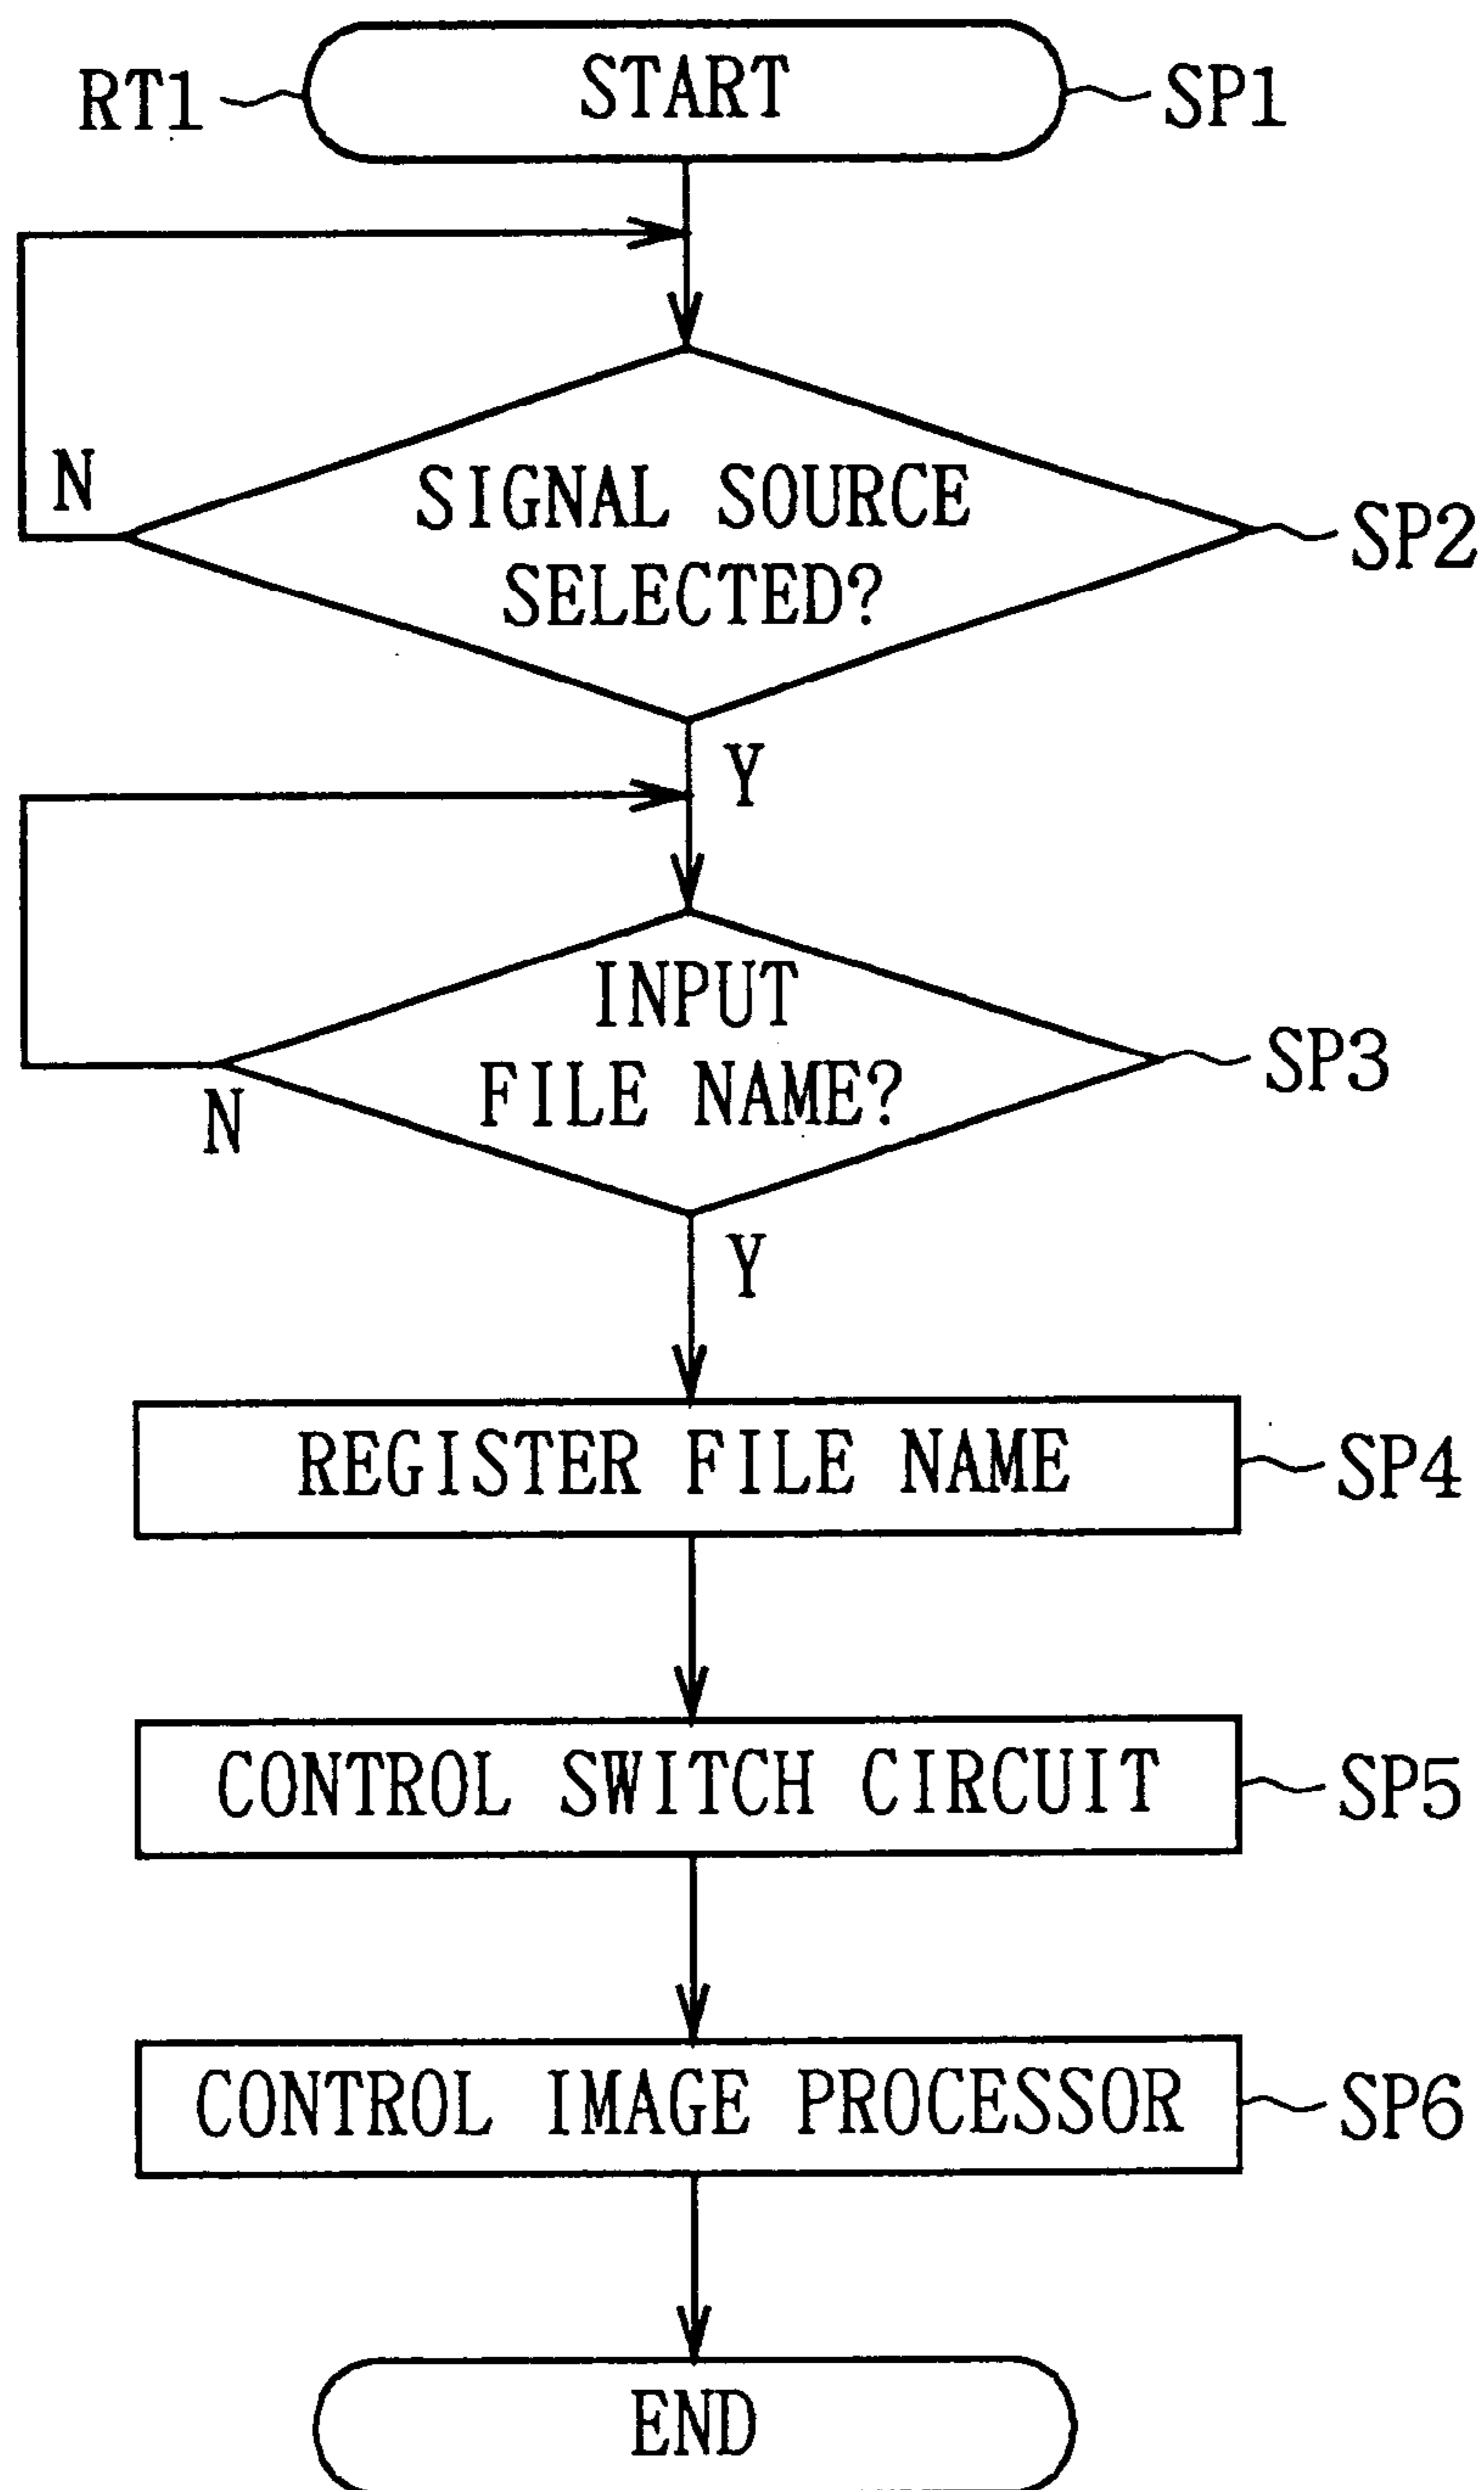 RT1
START
SP1
N
SIGNAL SOURCE
SELECTED?
SP2
Y
INPUT
FILE NAME?
SP3
N
Y
REGISTER FILE NAME
SP4
CONTROL SWITCH CIRCUIT
SP5
CONTROL IMAGE PROCESSOR
SP6
END